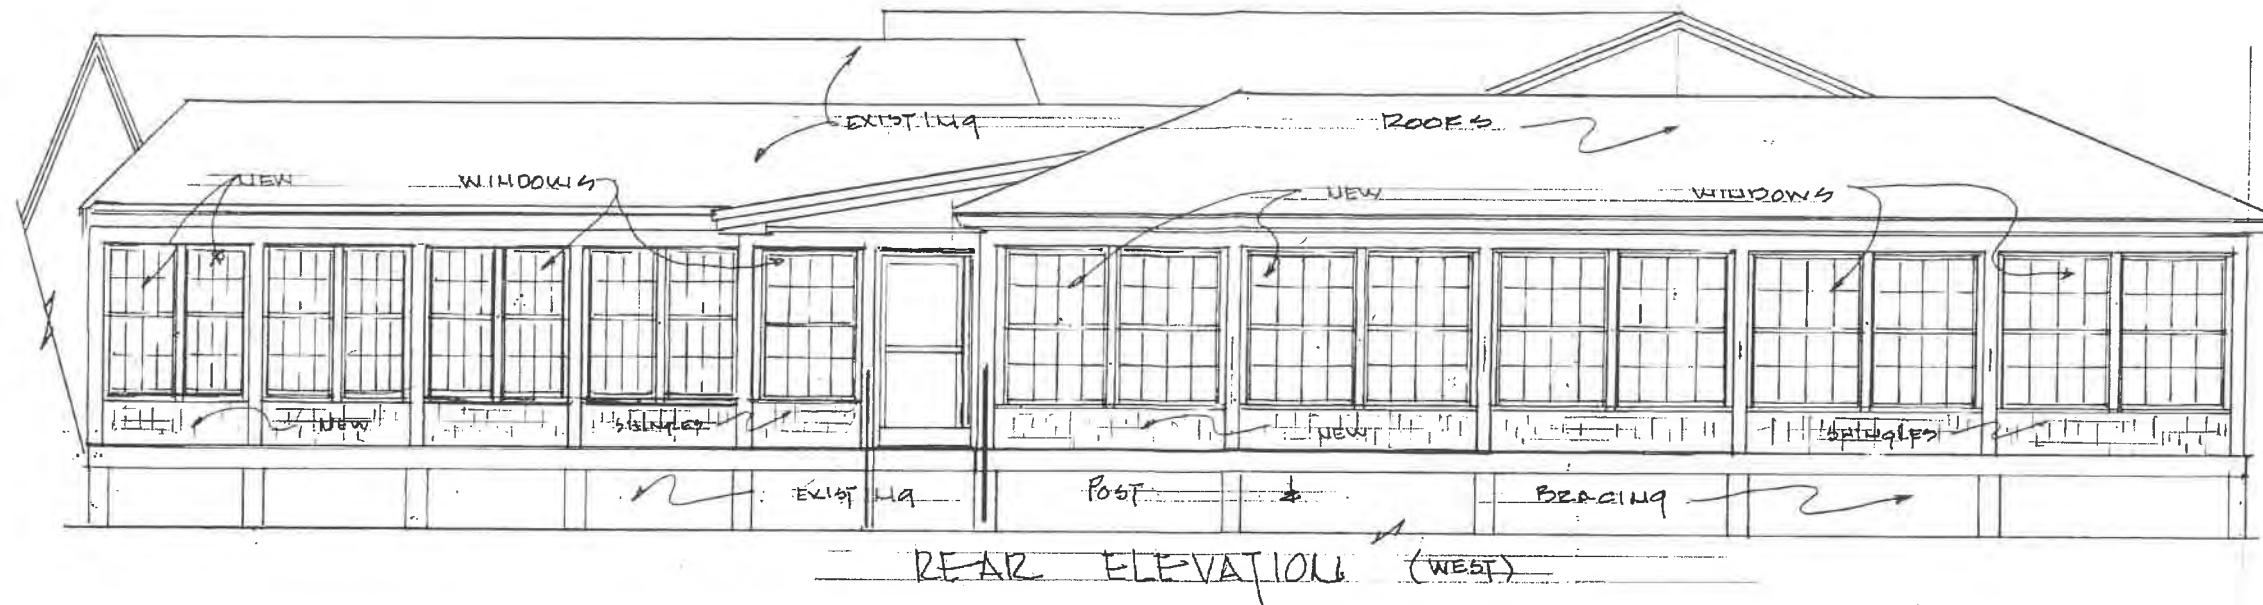 EXISTING ROOFS
NEW WINDOWS NEW WINDOWS
NEW SHINGLES NEW SHINGLES
EXISTING POST & BRACING
REAR ELEVATION (WEST)